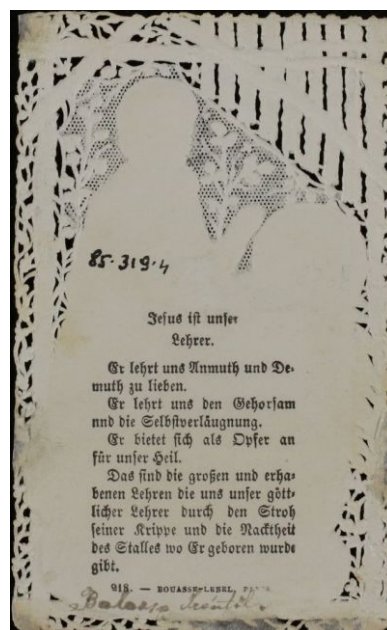 85-319-4
Jesus ist unser
Lehrer.
Er lehrt uns Anmuth und De-
muth zu lieben.
Er lehrt uns den Gehorsam
nnd die Selbstverläugnung.
Er bietet sich als Opfer an
für unser Heil.
Das sind die großen und erha-
benen Lehren die uns unser gött-
licher Lehrer durch den Stroh
seiner Krippe und die Nacktheit
des Stalles wo Er geboren wurde
gibt.
918. — BOUASSE-LEBEL,